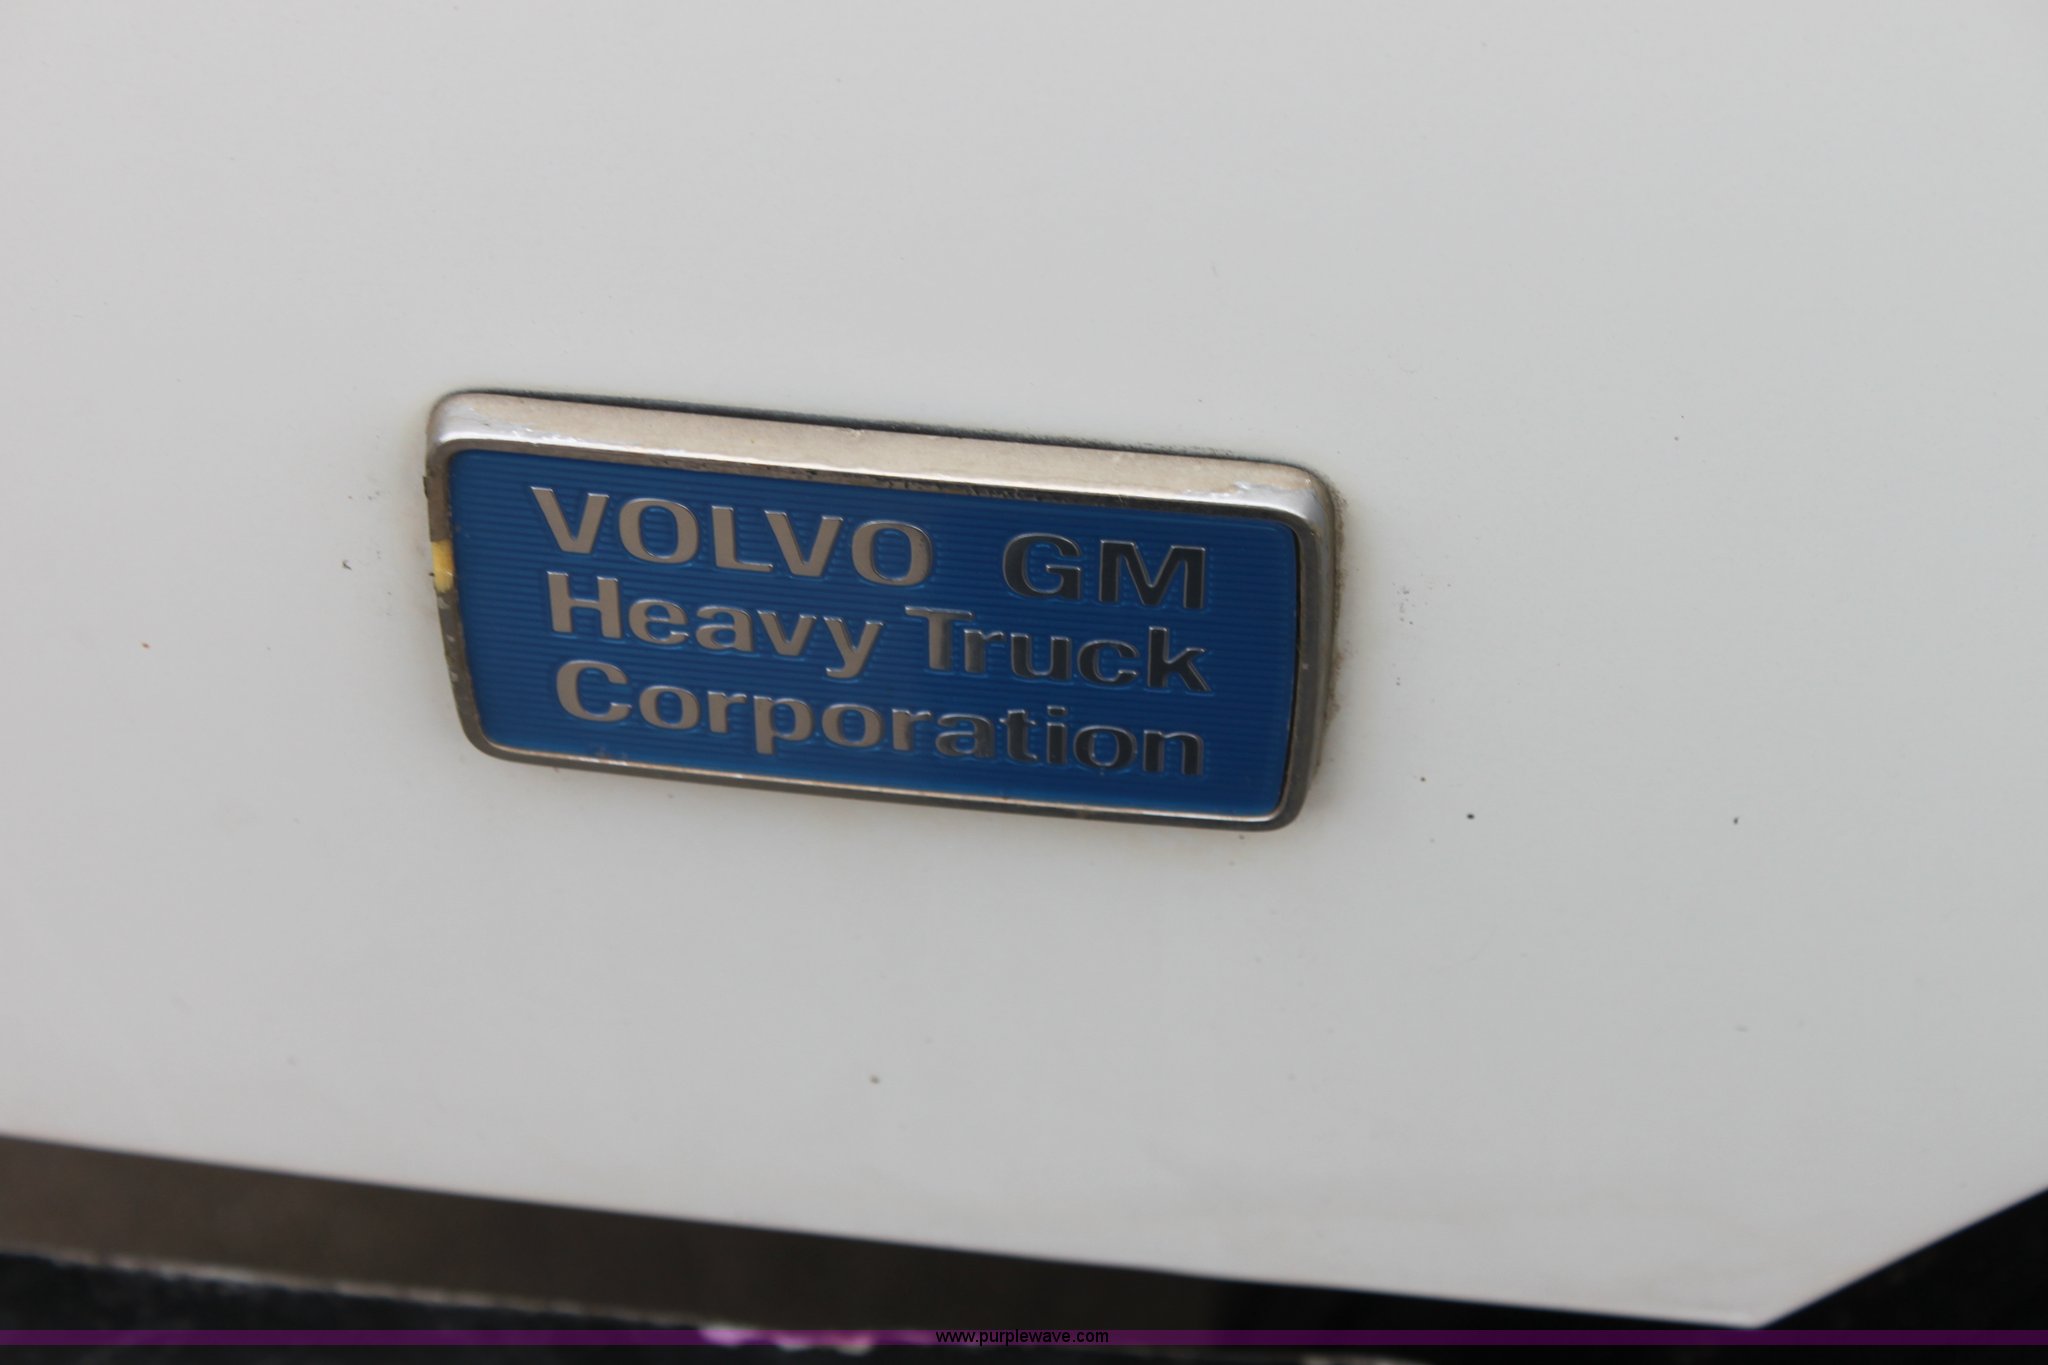 VOLVO GM
Heavy Truck
Corporation
www.purplewave.com